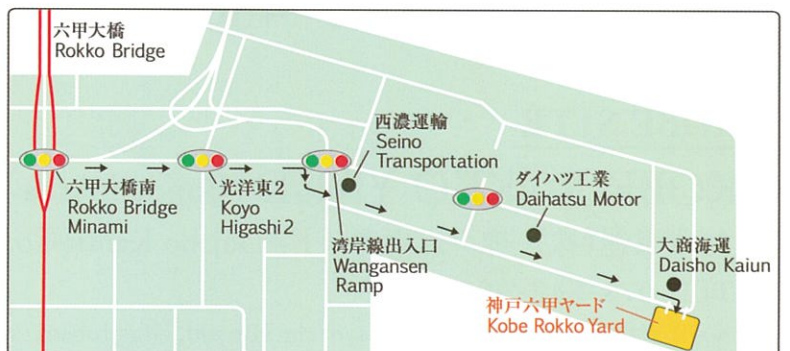 六甲大橋
Rokko Bridge
六甲大橋南
Rokko Bridge
Minami
光洋東2
Koyo
Higashi2
西濃運輸
Seino
Transportation
湾岸線出入口
Wangansen
Ramp
ダイハツ工業
Daihatsu Motor
大商海運
Daisho Kaiun
神戸六甲ヤード
Kobe Rokko Yard